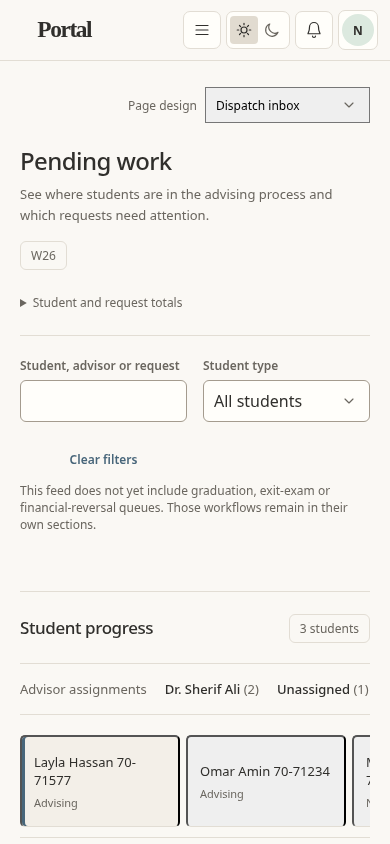 Portal
N
Page design
Dispatch inbox
Pending work
See where students are in the advising process and
which requests need attention.
W26
Student and request totals
Student, advisor or request
Student type
All students
Clear filters
This feed does not yet include graduation, exit-exam or
financial-reversal queues. Those workflows remain in their
own sections.
Student progress
3 students
Advisor assignments Dr. Sherif Ali (2) Unassigned (1)
Layla Hassan 70-
71577
Advising
Omar Amin 70-71234
Advising